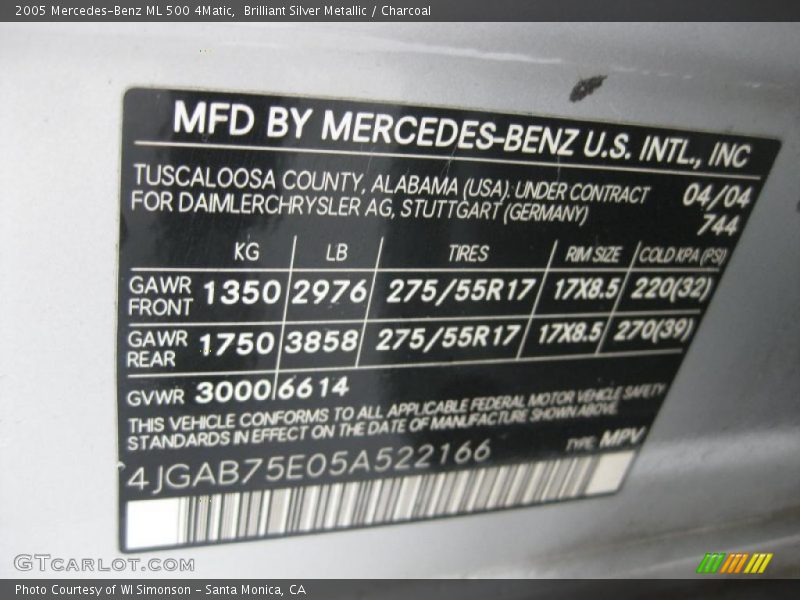 2005 Mercedes-Benz ML 500 4Matic,  Brilliant Silver Metallic / Charcoal
MFD BY MERCEDES-BENZ U.S. INTL., INC
TUSCALOOSA COUNTY, ALABAMA (USA). UNDER CONTRACT 04/04
FOR DAIMLERCHRYSLER AG, STUTTGART (GERMANY) 744
KG LB TIRES RIM SIZE COLD KPA (PSI)
GAWR FRONT 1350 2976 275/55R17 17X8.5 220(32)
GAWR REAR 1750 3858 275/55R17 17X8.5 270(39)
GVWR 3000 6614
THIS VEHICLE CONFORMS TO ALL APPLICABLE FEDERAL MOTOR VEHICLE SAFETY
STANDARDS IN EFFECT ON THE DATE OF MANUFACTURE SHOWN ABOVE.
4JGAB75E05A522166 TYPE: MPV
GTCARLOT.COM
Photo Courtesy of WI Simonson - Santa Monica, CA